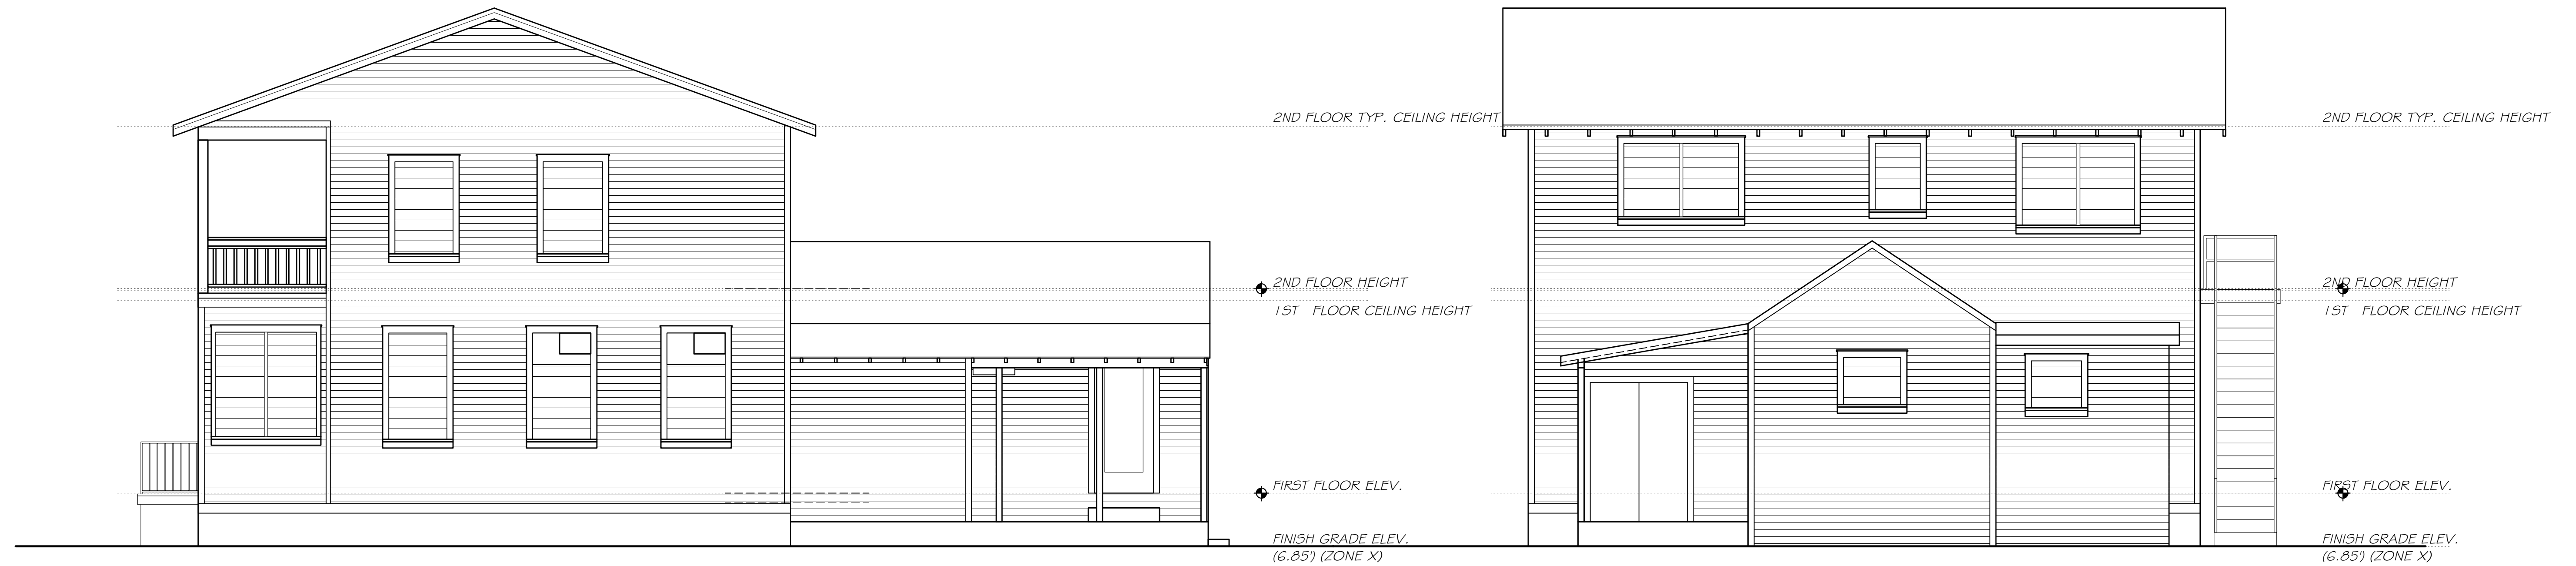 2ND FLOOR TYP. CEILING HEIGHT
2ND FLOOR HEIGHT
1ST FLOOR CEILING HEIGHT
FIRST FLOOR ELEV.
FINISH GRADE ELEV.
(6.85') (ZONE X)
2ND FLOOR TYP. CEILING HEIGHT
2ND FLOOR HEIGHT
1ST FLOOR CEILING HEIGHT
FIRST FLOOR ELEV.
FINISH GRADE ELEV.
(6.85') (ZONE X)